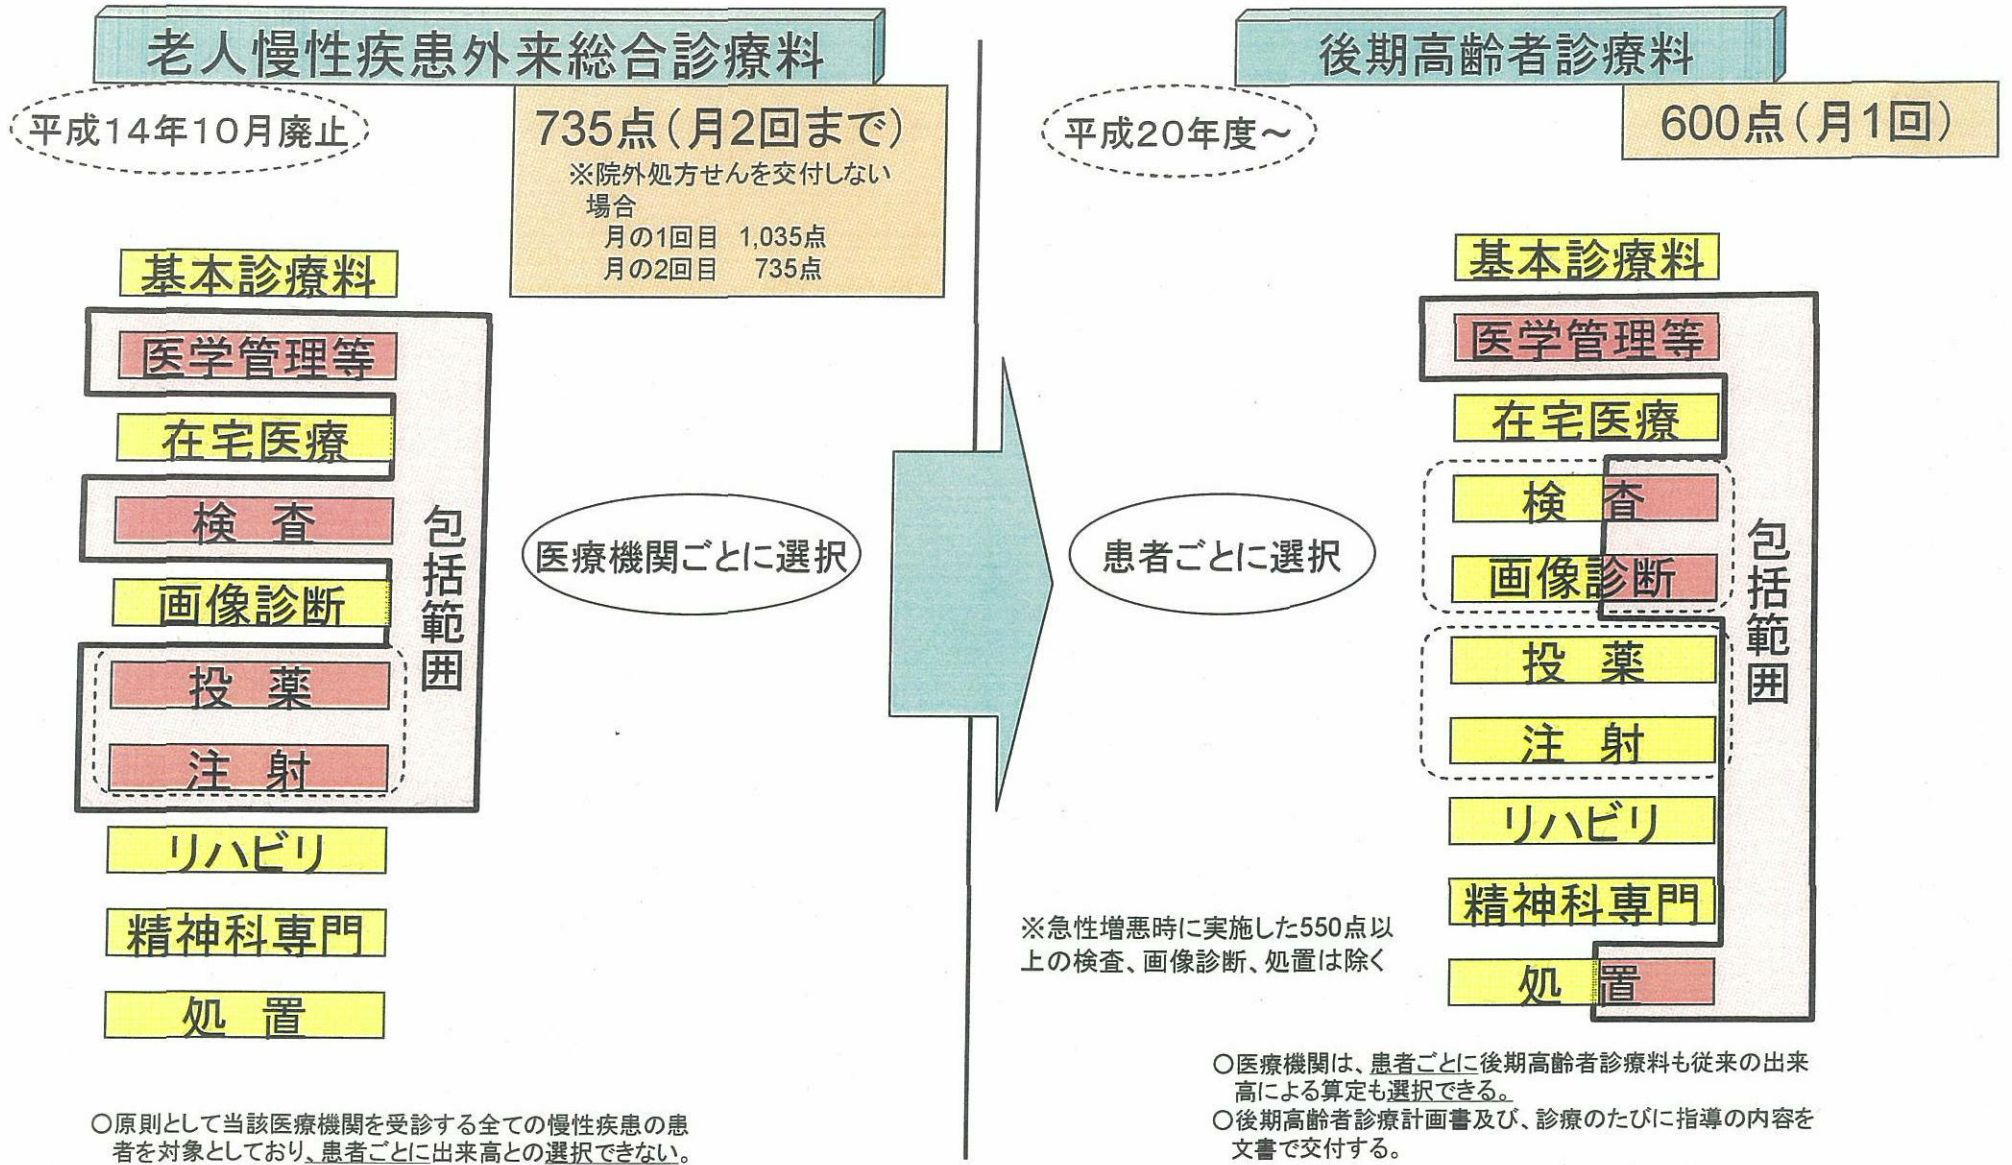 老人慢性疾患外来総合診療料
平成14年10月廃止
735点(月2回まで)
※院外処方せんを交付しない
場合
月の1回目 1,035点
月の2回目 735点
基本診療料
医学管理等
在宅医療
検 査
画像診断
投 薬
注 射
リハビリ
精神科専門
処 置
包括範囲
医療機関ごとに選択
○原則として当該医療機関を受診する全ての慢性疾患の患
者を対象としており、患者ごとに出来高との選択できない。
後期高齢者診療料
平成20年度～
600点(月1回)
基本診療料
医学管理等
在宅医療
検 査
画像診断
投 薬
注 射
リハビリ
精神科専門
処 置
包括範囲
患者ごとに選択
※急性増悪時に実施した550点以
上の検査、画像診断、処置は除く
○医療機関は、患者ごとに後期高齢者診療料も従来の出来
高による算定も選択できる。
○後期高齢者診療計画書及び、診療のたびに指導の内容を
文書で交付する。